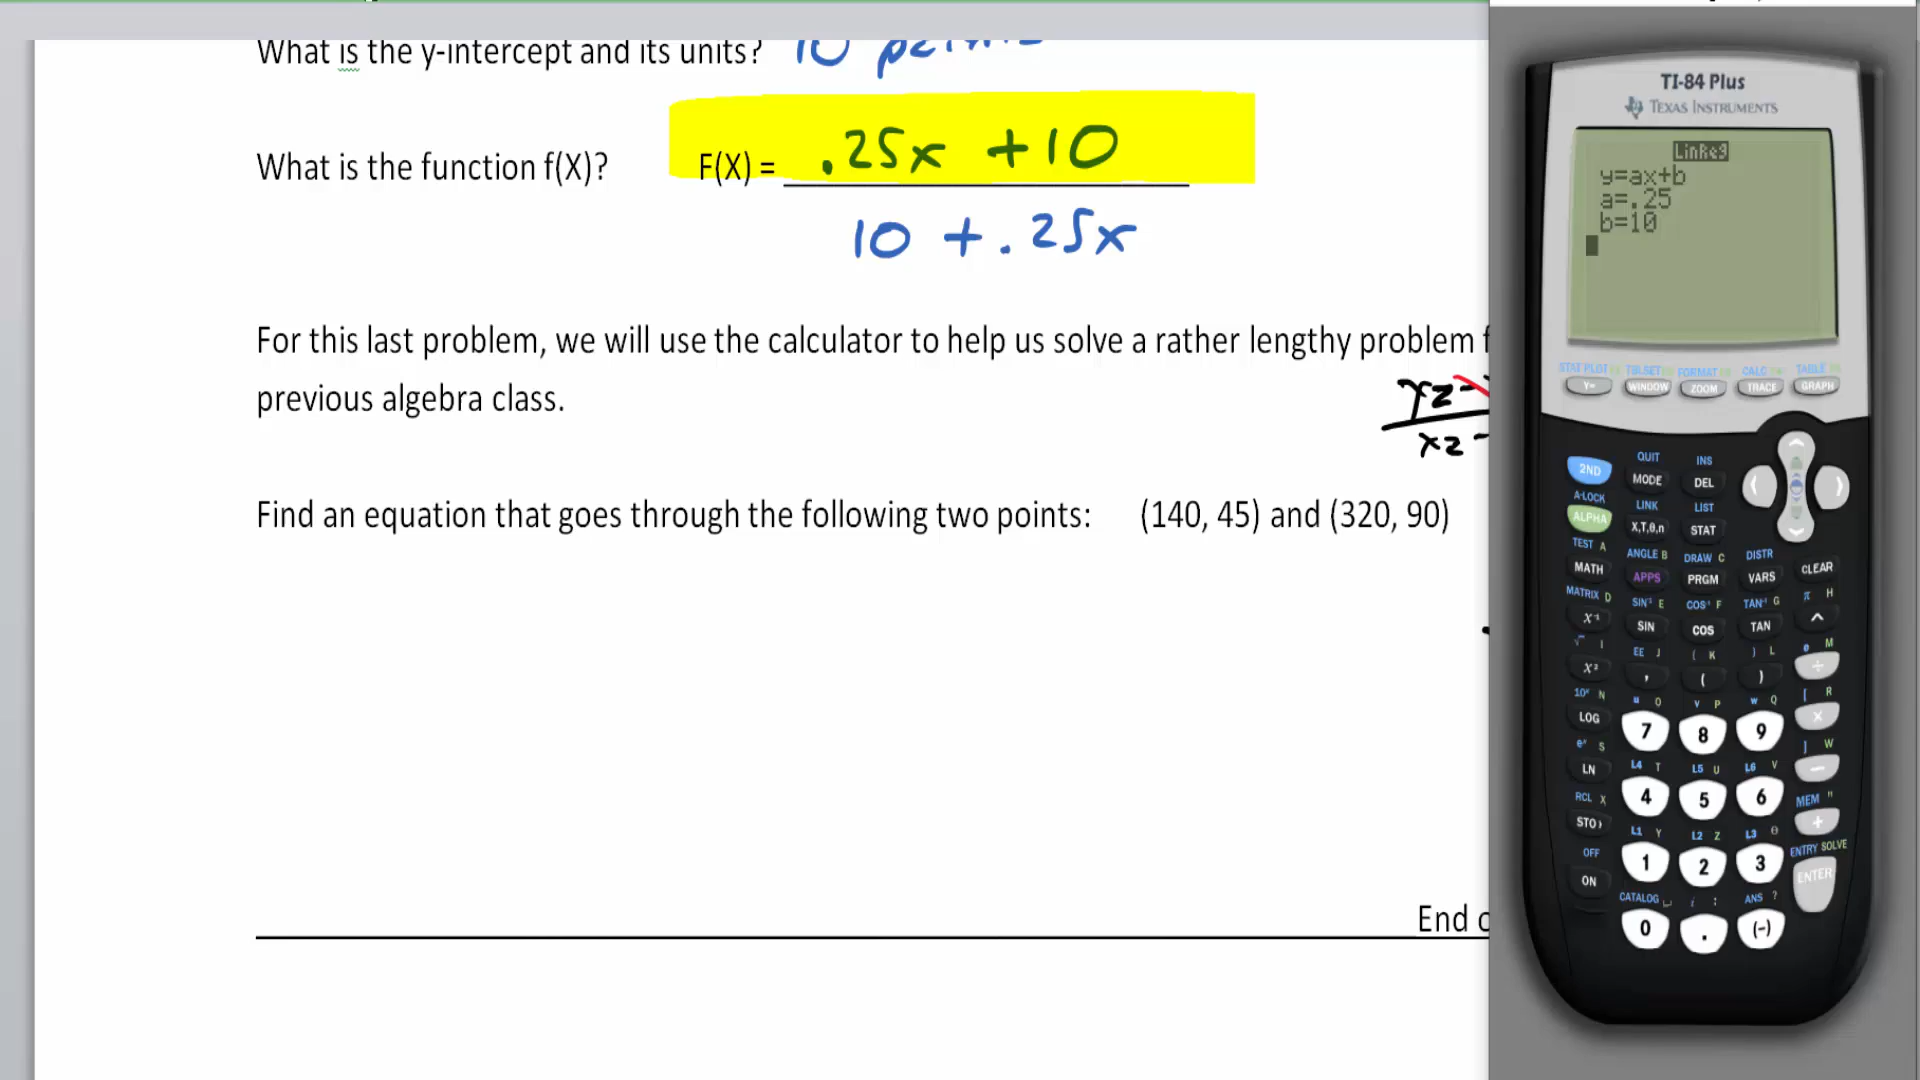 What is the y-intercept and its units? 10 points
What is the function f(X)? F(X) = .25x + 10
10 + .25x
For this last problem, we will use the calculator to help us solve a rather lengthy problem
previous algebra class.
Find an equation that goes through the following two points: (140, 45) and (320, 90)
End
TI-84 Plus
TEXAS INSTRUMENTS
LinReg
y=ax+b
a=.25
b=10
STAT PLOT TBLSET FORMAT CALC TABLE
Y= WINDOW ZOOM TRACE GRAPH
QUIT INS
2ND MODE DEL
A-LOCK LINK LIST
ALPHA X,T,θ,n STAT
TEST A ANGLE B DRAW C DISTR
MATH APPS PRGM VARS CLEAR
MATRIX D SIN⁻¹ E COS⁻¹ F TAN⁻¹ G π H
X⁻¹ SIN COS TAN ^
√ I EE J { K } L e M
X² , ( ) ÷
10ˣ N u O v P w Q [ R
LOG 7 8 9 ×
eˣ S L4 T L5 U L6 V ] W
LN 4 5 6 −
RCL X L1 Y L2 Z L3 θ MEM "
STO› 1 2 3 +
OFF CATALOG i : ANS ? ENTRY SOLVE
ON 0 . (-) ENTER